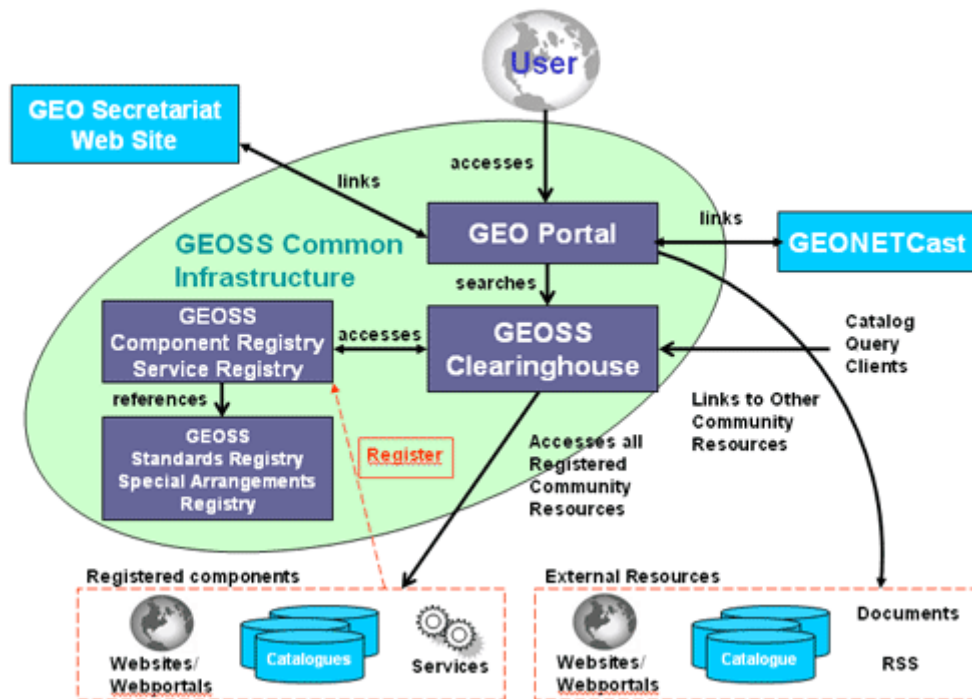 User
GEO Secretariat
Web Site
accesses
links
GEO Portal
links
GEONETCast
GEOSS Common
Infrastructure
searches
GEOSS
Component Registry
Service Registry
accesses
GEOSS
Clearinghouse
Catalog
Query
Clients
references
Links to Other
Community
Resources
GEOSS
Standards Registry
Special Arrangements
Registry
Register
Accesses all
Registered
Community
Resources
Registered components
External Resources
Websites/
Webportals
Catalogues
Services
Websites/
Webportals
Catalogue
Documents
RSS